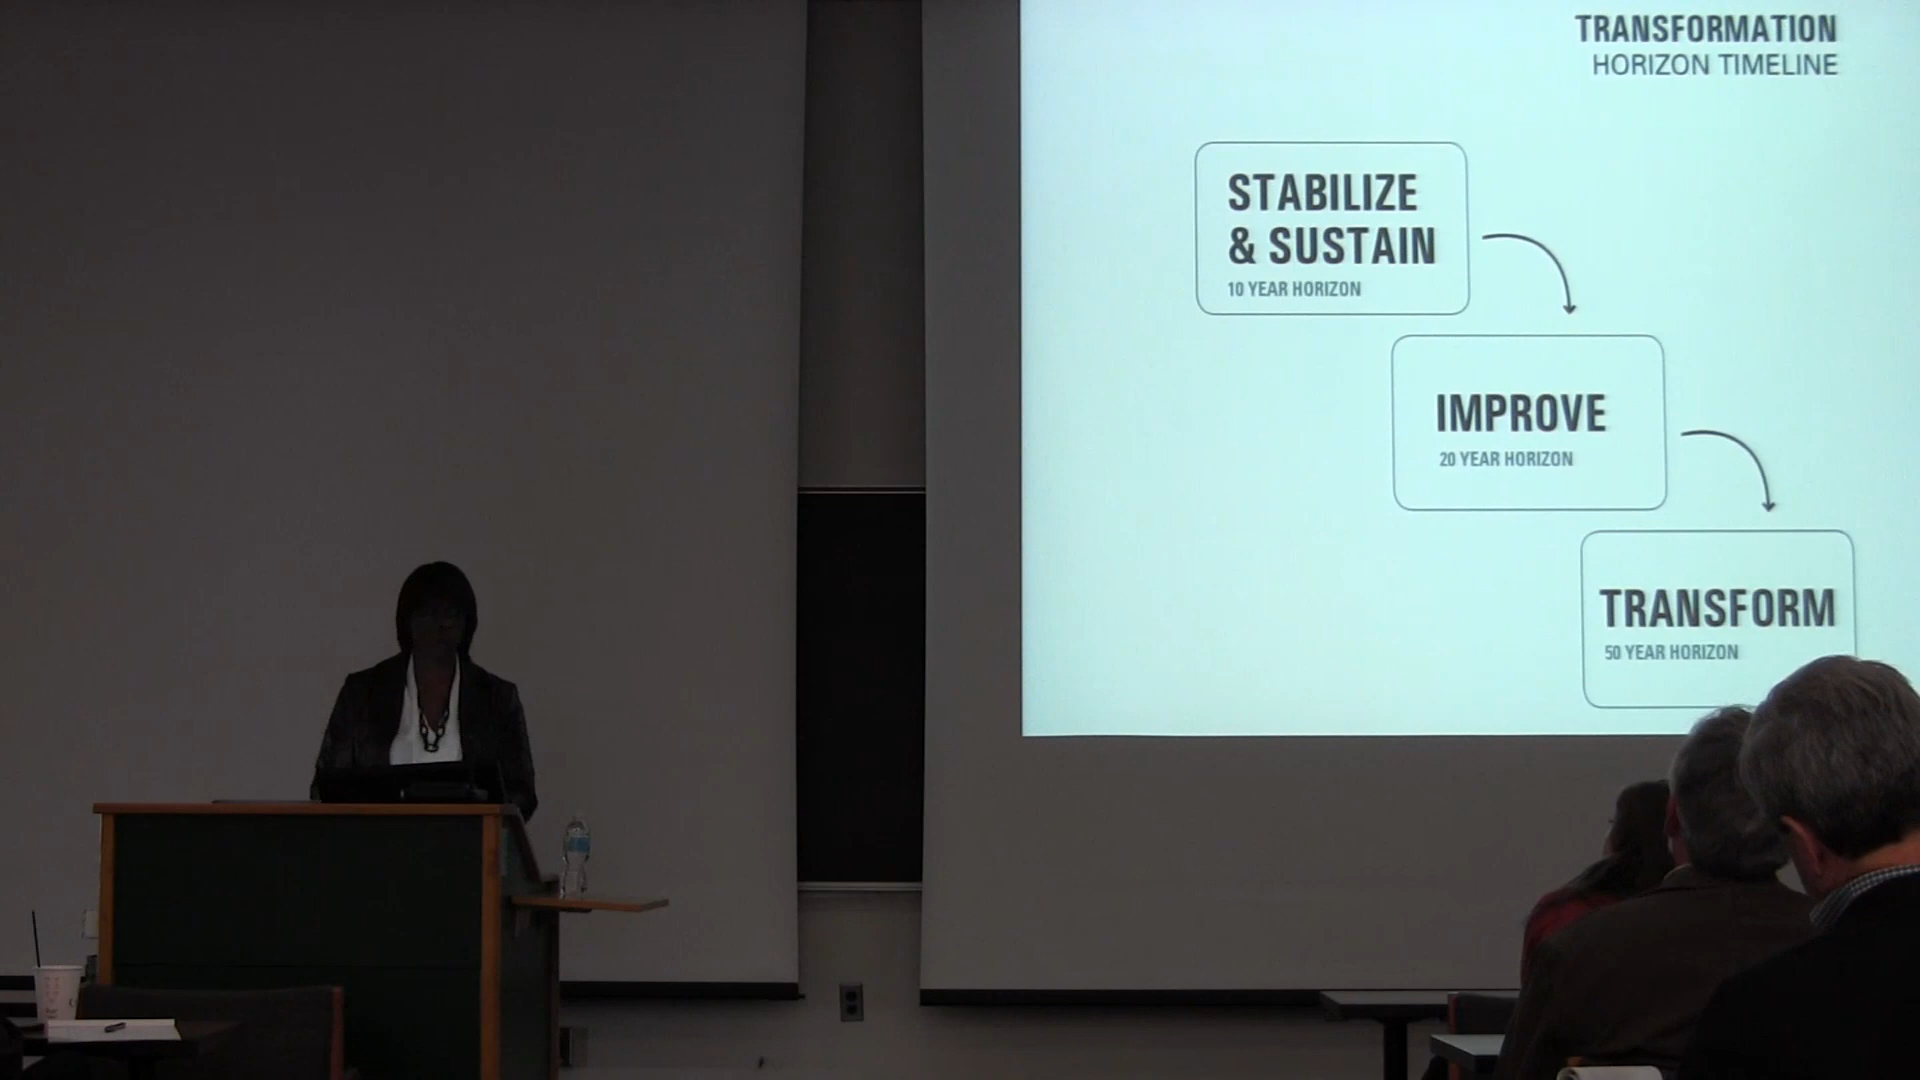 TRANSFORMATION
HORIZON TIMELINE
STABILIZE
& SUSTAIN
10 YEAR HORIZON
IMPROVE
20 YEAR HORIZON
TRANSFORM
50 YEAR HORIZON